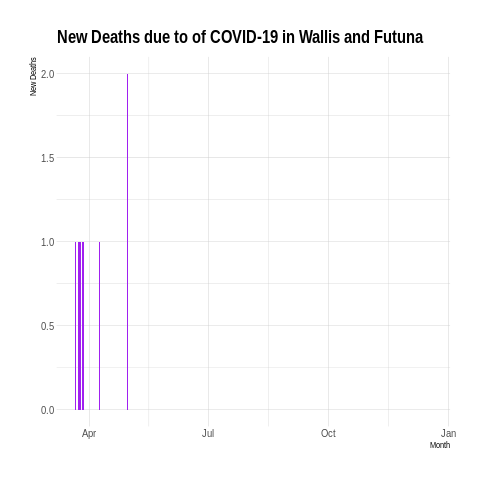 New Deaths due to of COVID-19 in Wallis and Futuna
New Deaths
2.0
1.5
1.0
0.5
0.0
Apr Jul Oct Jan
Month